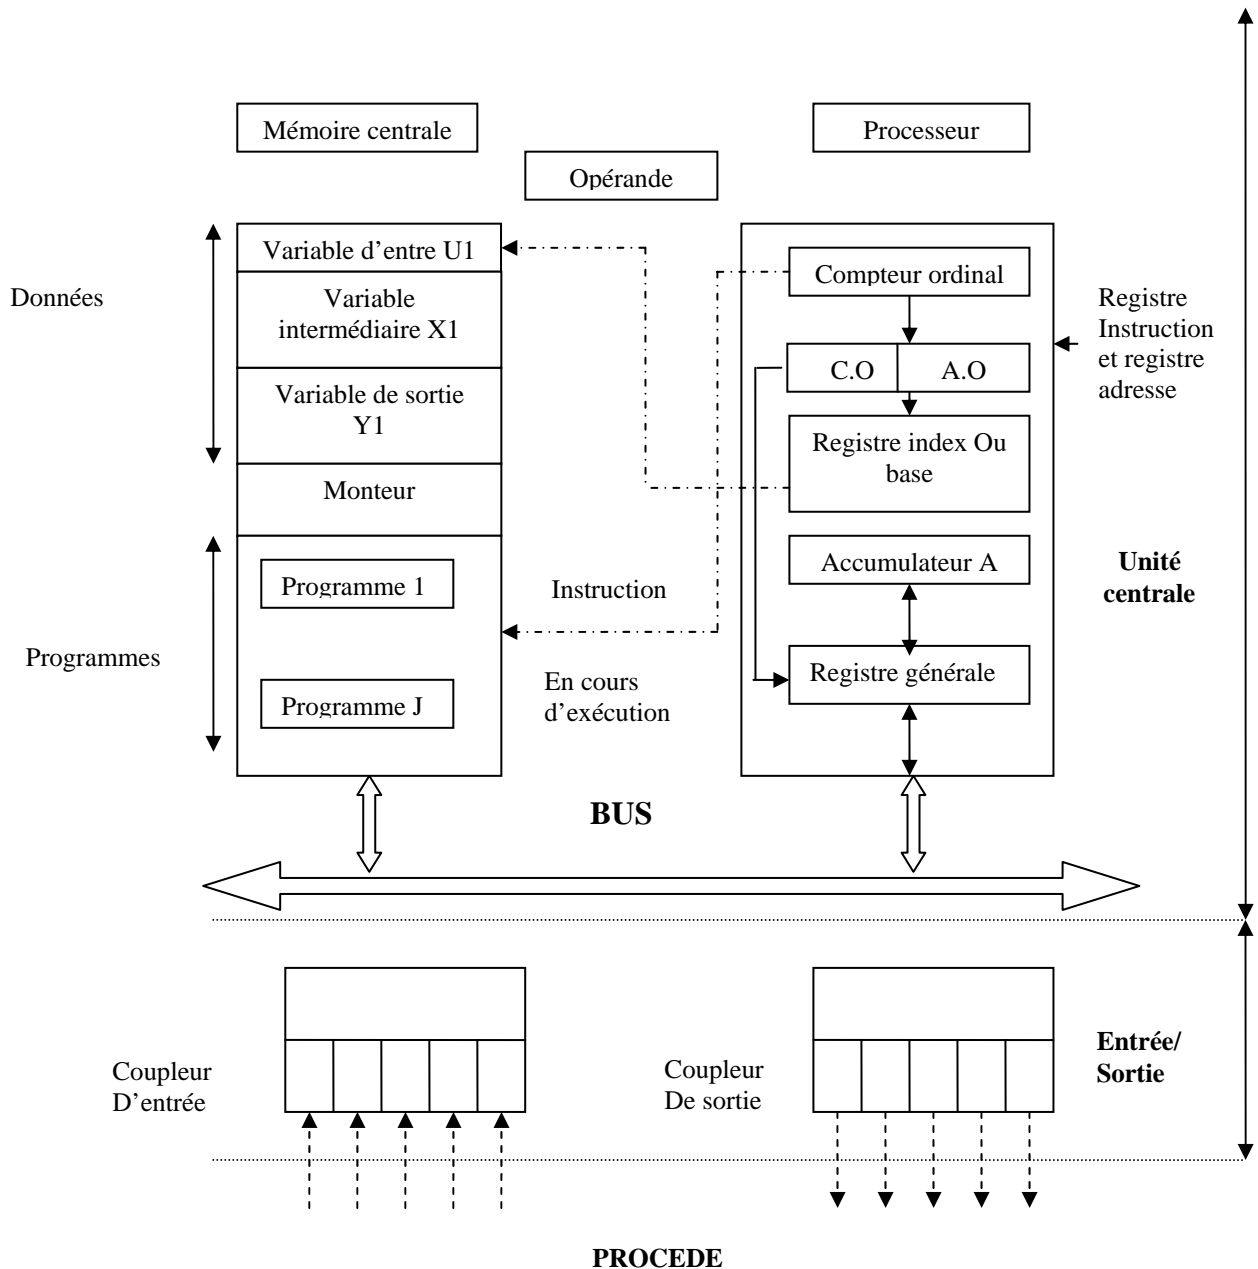 Mémoire centrale
Processeur
Opérande
Variable d'entre U1
Variable
intermédiaire X1
Variable de sortie
Y1
Monteur
Programme 1
Programme J
Données
Programmes
Instruction
En cours
d'exécution
Compteur ordinal
C.O
A.O
Registre index Ou
base
Accumulateur A
Registre générale
Registre
Instruction
et registre
adresse
Unité
centrale
BUS
Coupleur
D'entrée
Coupleur
De sortie
Entrée/
Sortie
PROCEDE